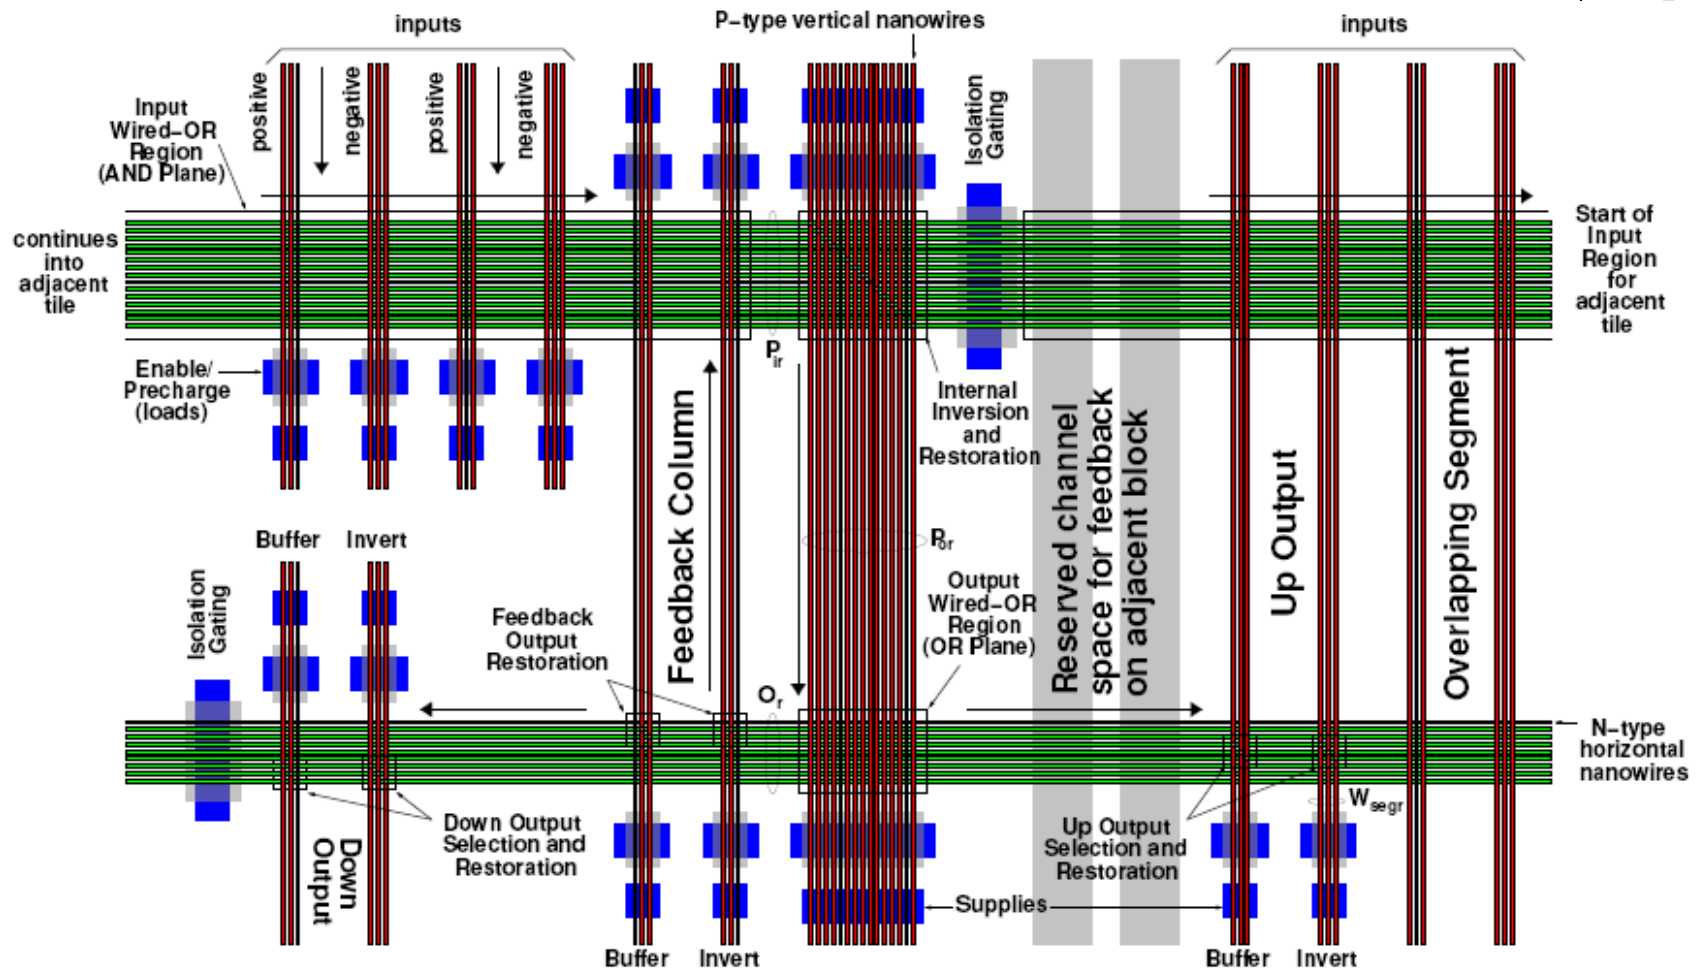 inputs
P-type vertical nanowires
inputs
positive
negative
positive
negative
Input
Wired-OR
Region
(AND Plane)
Isolation
Gating
continues
into
adjacent
tile
Start of
Input
Region
for
adjacent
tile
Pir
Enable/
Precharge
(loads)
Internal
Inversion
and
Restoration
Feedback Column
Reserved channel
space for feedback
on adjacent block
Up Output
Overlapping Segment
Buffer
Invert
Por
Isolation
Gating
Feedback
Output
Restoration
Output
Wired-OR
Region
(OR Plane)
Or
N-type
horizontal
nanowires
Wsegr
Down Output
Selection and
Restoration
Up Output
Selection and
Restoration
Down
Output
Supplies
Buffer
Invert
Buffer
Invert